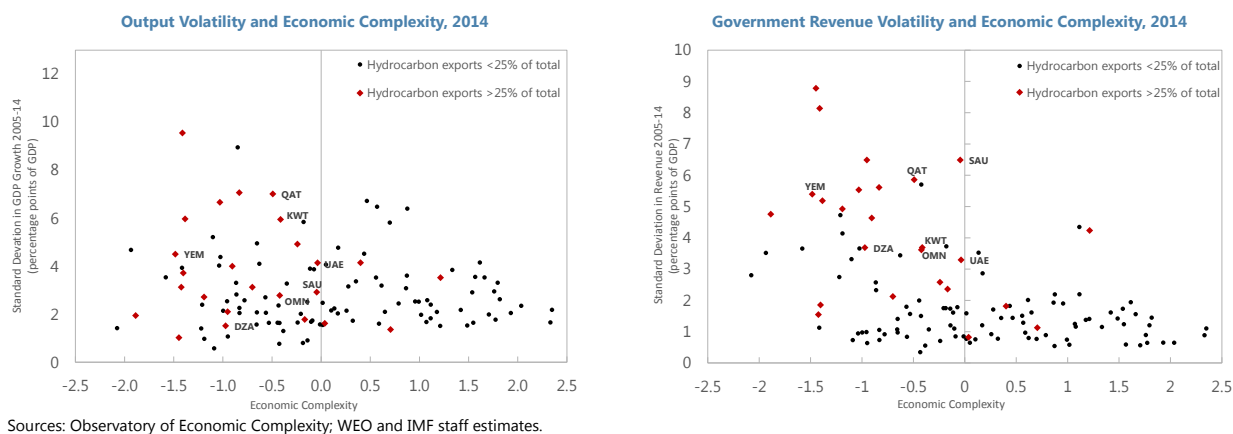 Output Volatility and Economic Complexity, 2014
Standard Devation in GDP Growth 2005-14
(percentage points of GDP)
12
10
8
6
4
2
0
Hydrocarbon exports <25% of total
Hydrocarbon exports >25% of total
QAT
KWT
YEM
UAE
SAU
OMN
DZA
-2.5 -2.0 -1.5 -1.0 -0.5 0.0 0.5 1.0 1.5 2.0 2.5
Economic Complexity
Government Revenue Volatility and Economic Complexity, 2014
Standard Deviation in Revenue 2005-14
(percentage points of GDP)
10
9
8
7
6
5
4
3
2
1
0
Hydrocarbon exports <25% of total
Hydrocarbon exports >25% of total
SAU
QAT
YEM
KWT
DZA
OMN
UAE
-2.5 -2 -1.5 -1 -0.5 0 0.5 1 1.5 2 2.5
Economic Complexity
Sources: Observatory of Economic Complexity; WEO and IMF staff estimates.